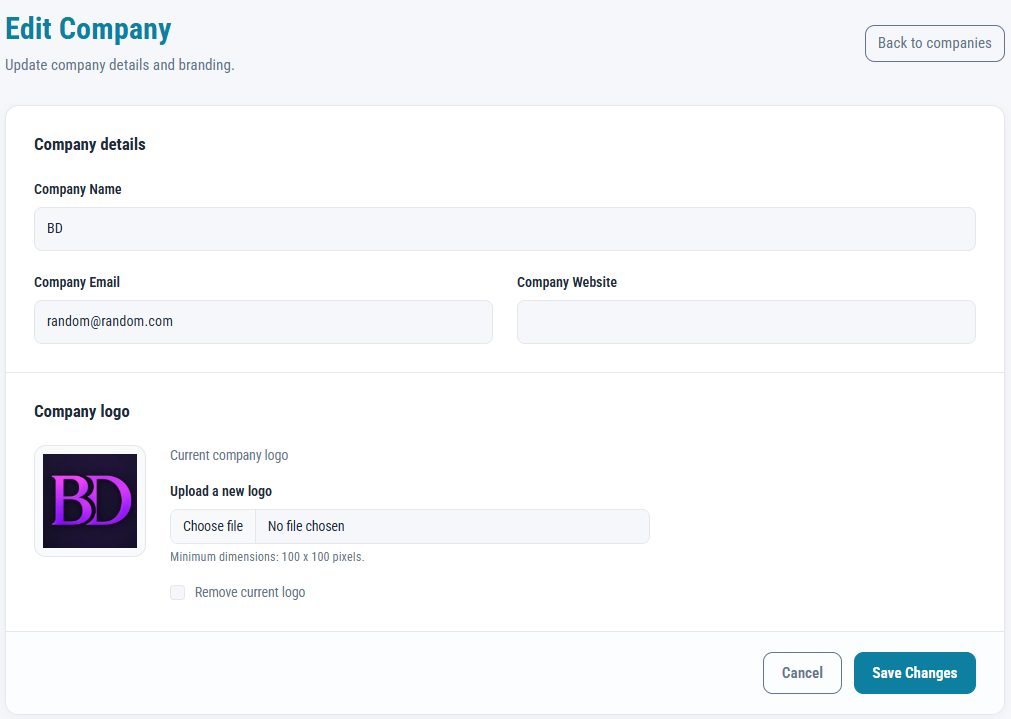 Edit Company
Back to companies
Update company details and branding.
Company details
Company Name
BD
Company Email
Company Website
random@random.com
Company logo
BD
Current company logo
Upload a new logo
Choose file
No file chosen
Minimum dimensions: 100 x 100 pixels.
Remove current logo
Cancel
Save Changes